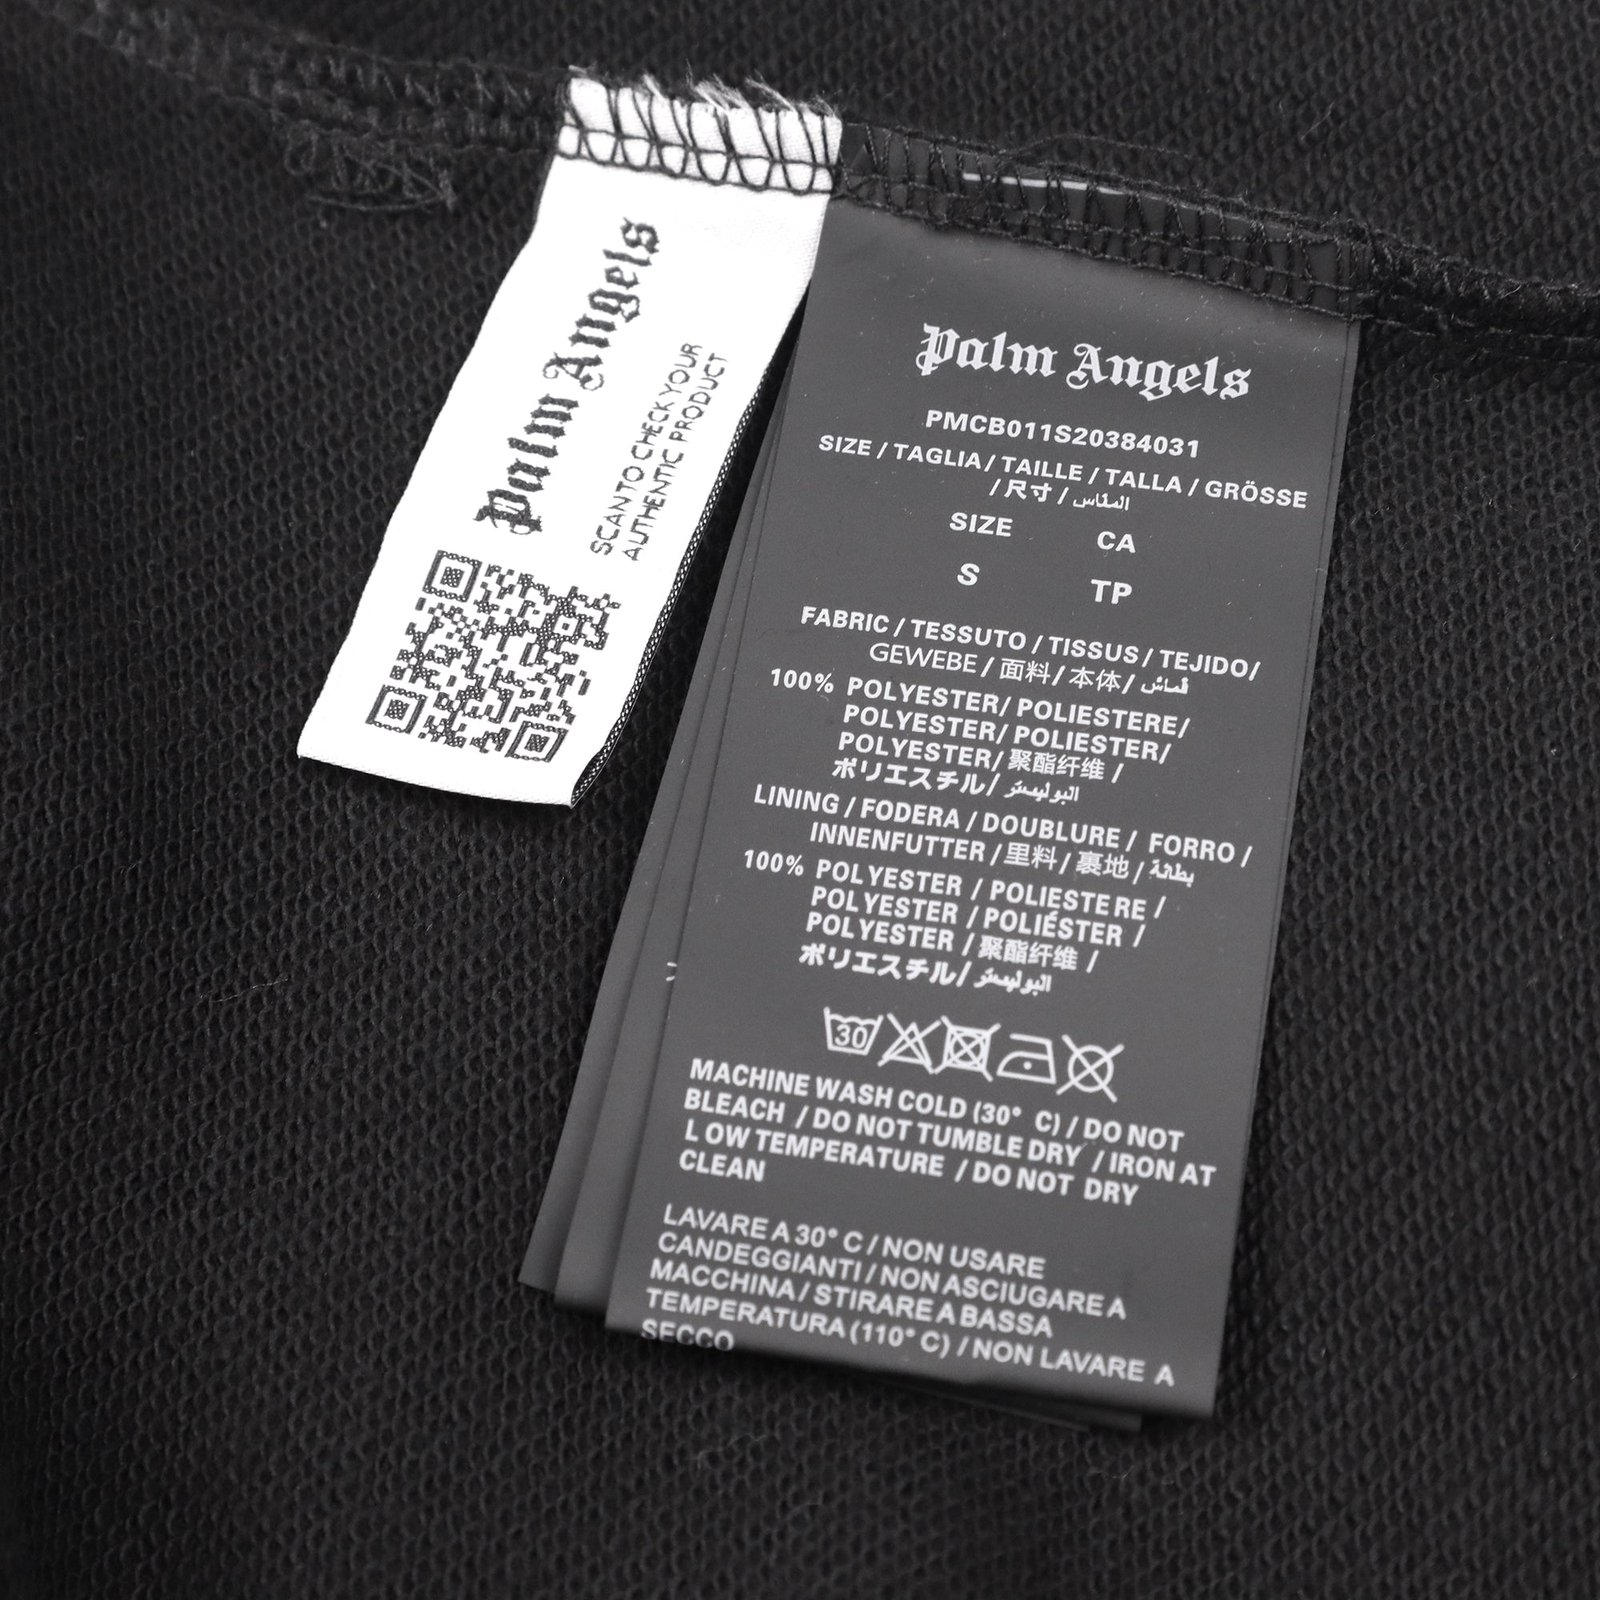 Palm Angels
SCAN TO CHECK YOUR
AUTHENTIC PRODUCT
Palm Angels
PMCB011S20384031
SIZE / TAGLIA / TAILLE / TALLA / GRÖSSE
/ 尺寸 / المقاس
SIZE CA
S TP
FABRIC / TESSUTO / TISSUS / TEJIDO/
GEWEBE / 面料 / 本体 / قماش
100% POLYESTER/ POLIESTERE/
POLYESTER/ POLIESTER/
POLYESTER/ 聚酯纤维 /
ポリエスチル/ البوليستر
LINING / FODERA / DOUBLURE / FORRO /
INNENFUTTER / 里料 / 裏地 / بطانة
100% POLYESTER / POLIESTERE /
POLYESTER / POLIÉSTER /
POLYESTER / 聚酯纤维 /
ポリエスチル/ البوليستر
30
MACHINE WASH COLD (30° C) / DO NOT
BLEACH / DO NOT TUMBLE DRY / IRON AT
LOW TEMPERATURE / DO NOT DRY
CLEAN
LAVARE A 30° C / NON USARE
CANDEGGIANTI / NON ASCIUGARE A
MACCHINA / STIRARE A BASSA
TEMPERATURA (110° C) / NON LAVARE A
SECCO